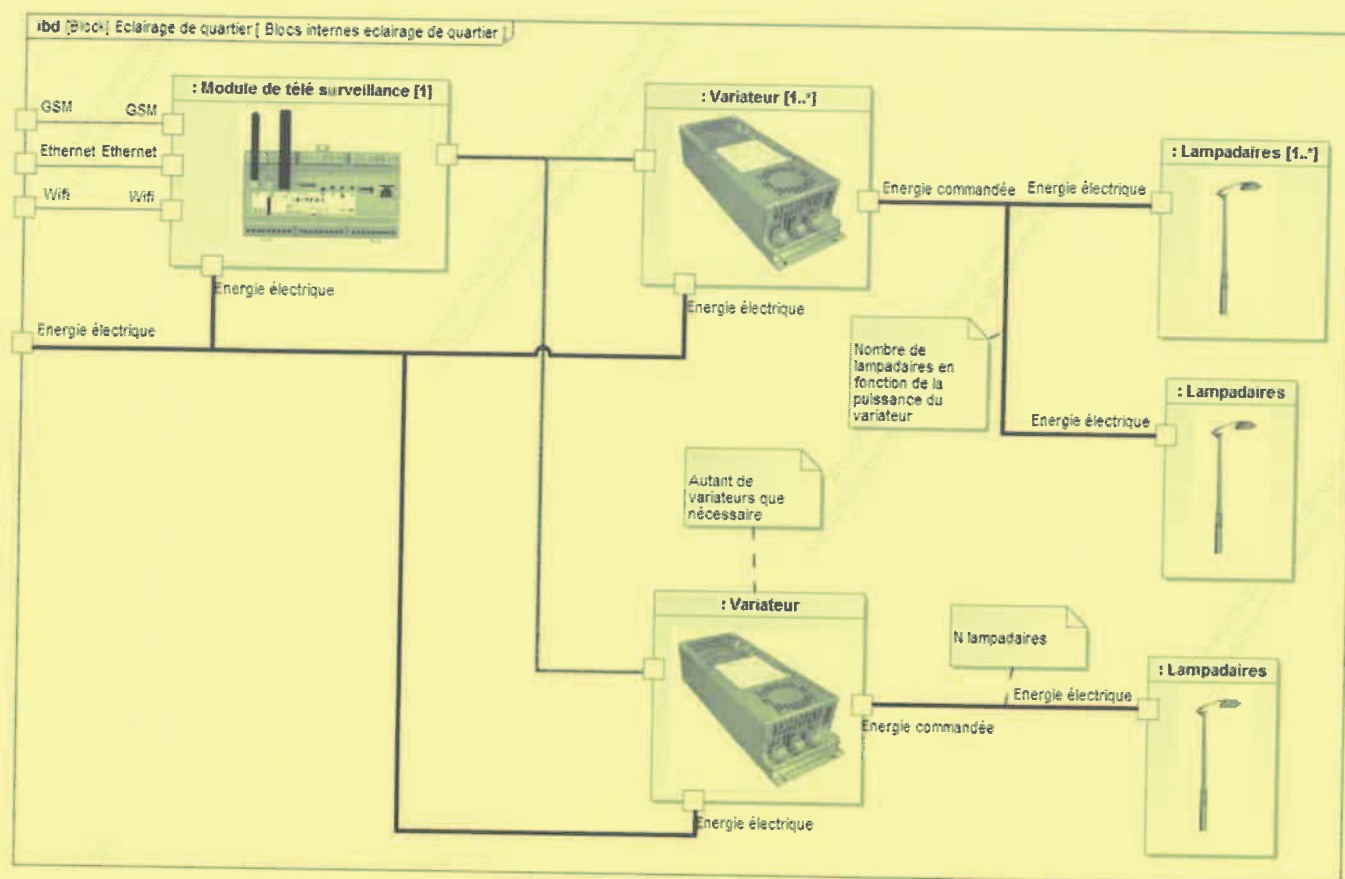 ibd [Block] Eclairage de quartier [ Blocs internes eclairage de quartier ]
: Module de télé surveillance [1]
GSM GSM
Ethernet Ethernet
Wifi Wifi
Energie électrique
Energie électrique
: Variateur [1..*]
Energie électrique
Energie commandée Energie électrique
: Lampadaires [1..*]
Nombre de
lampadaires en
fonction de la
puissance du
variateur
Energie électrique
: Lampadaires
Autant de
variateurs que
nécessaire
: Variateur
N lampadaires
Energie électrique
Energie commandée
: Lampadaires
Energie électrique